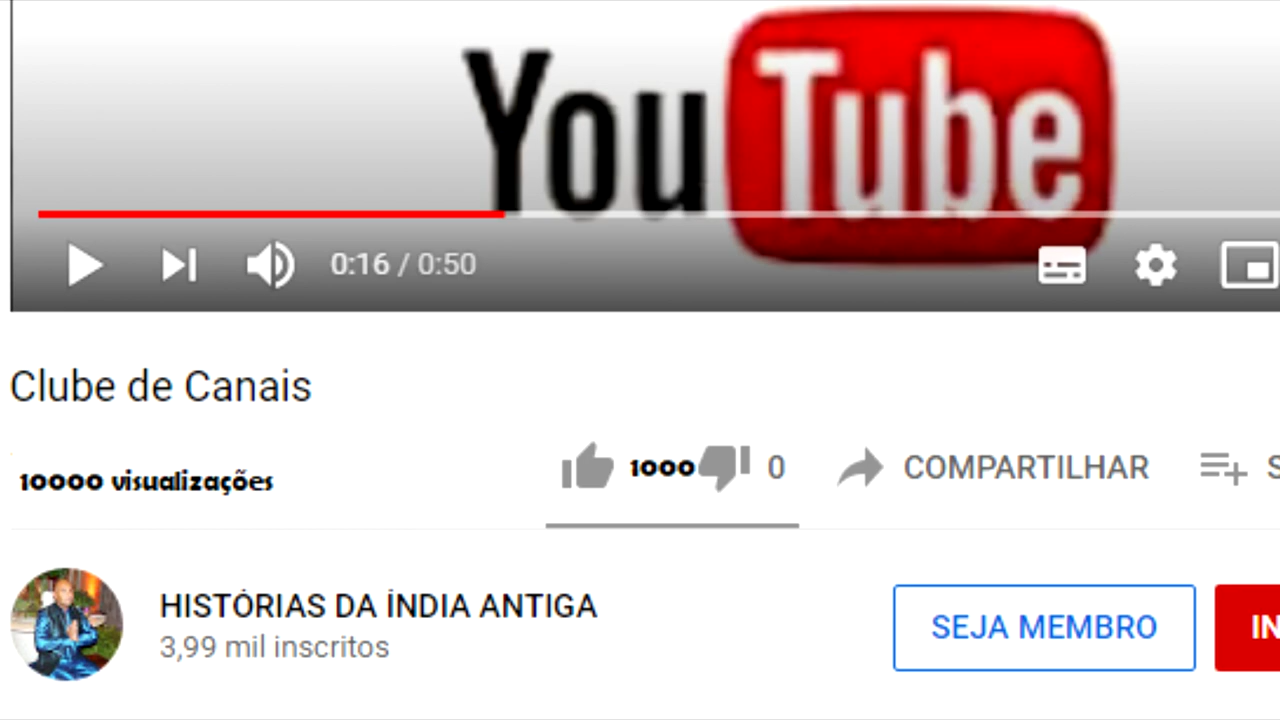 YouTube
0:16 / 0:50
Clube de Canais
10000 visualizações
1000 0 COMPARTILHAR S
HISTÓRIAS DA ÍNDIA ANTIGA
3,99 mil inscritos
SEJA MEMBRO IN